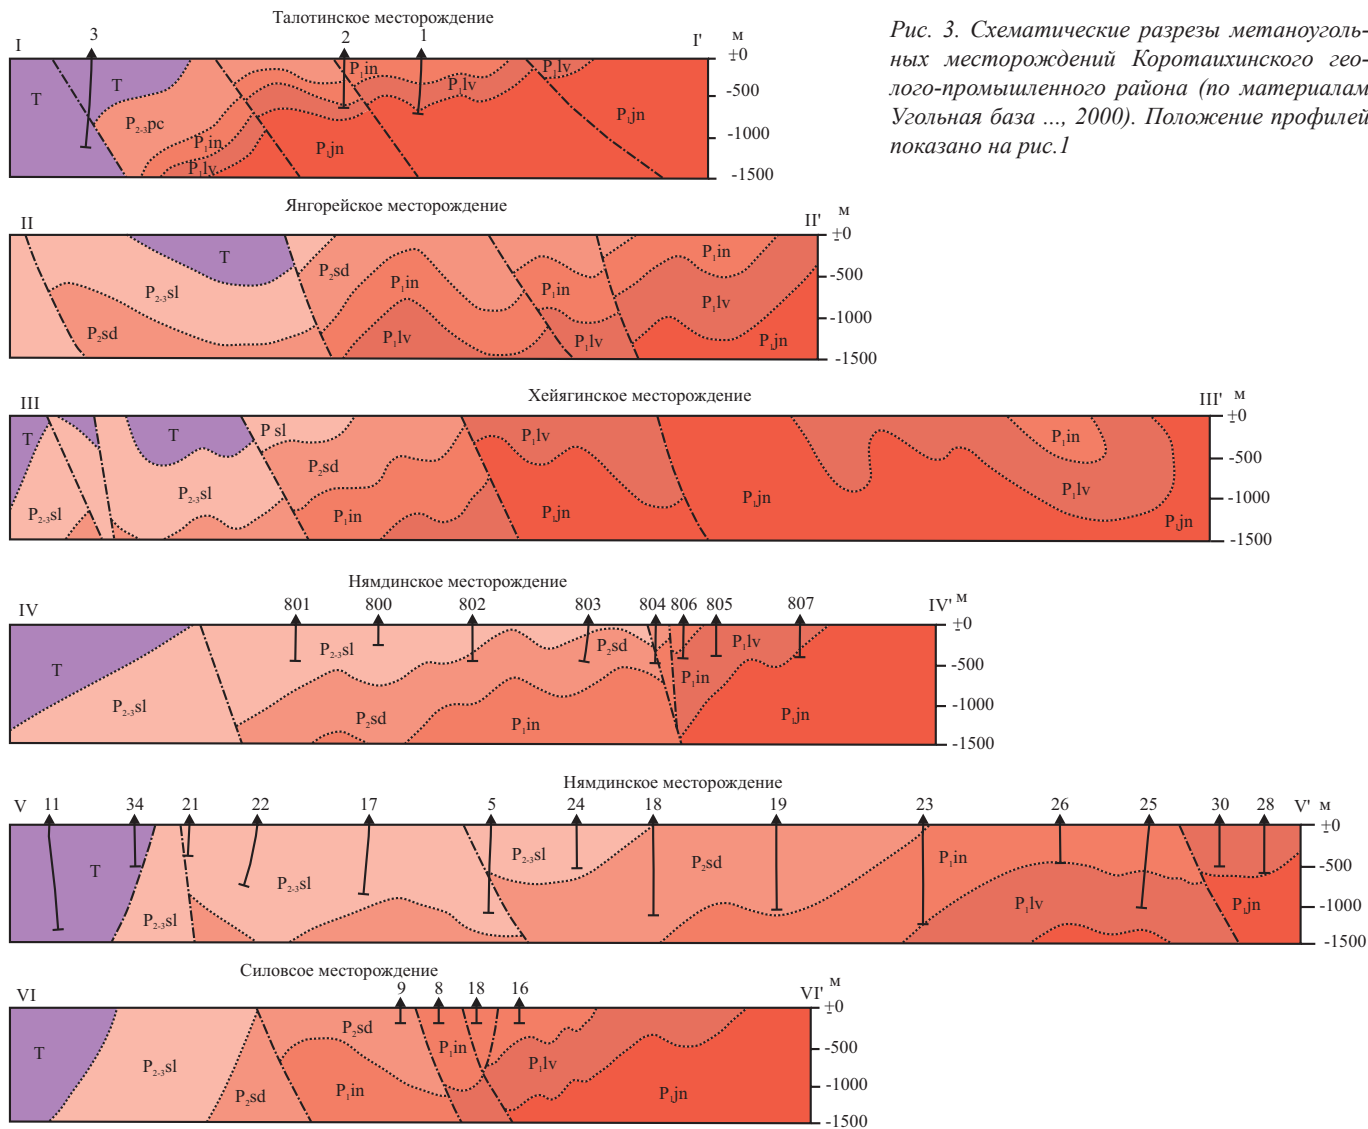 Талотинское месторождение
Рис. 3. Схематические разрезы метаноуголь-
ных месторождений Коротаихинского гео-
лого-промышленного района (по материалам
Угольная база ..., 2000). Положение профилей
показано на рис.1
I 3 2 1 I' м
±0
-500
-1000
-1500
T T P₂₋₃pc P₁in P₁lv P₁in P₁lv P₁jn P₁lv P₁jn
Янгорейское месторождение
II II' м
±0
-500
-1000
-1500
T P₂₋₃sl P₂sd P₂sd P₁in P₁lv P₁in P₁lv P₁in P₁lv P₁jn
Хейягинское месторождение
III III' м
±0
-500
-1000
-1500
T P₂₋₃sl T P₂₋₃sl P sl P₂sd P₁in P₁lv P₁jn P₁jn P₁in P₁lv P₁jn
Нямдинское месторождение
IV 801 800 802 803 804 806 805 807 IV' м
±0
-500
-1000
-1500
T P₂₋₃sl P₂₋₃sl P₂sd P₁in P₂sd P₁in P₁lv P₁jn
Нямдинское месторождение
V 11 34 21 22 17 5 24 18 19 23 26 25 30 28 V' м
±0
-500
-1000
-1500
T P₂₋₃sl P₂₋₃sl P₂₋₃sl P₂sd P₁in P₁lv P₁jn
Силовсое месторождение
VI 9 8 18 16 VI' м
±0
-500
-1000
-1500
T P₂₋₃sl P₂sd P₂sd P₁in P₁in P₁lv P₁jn